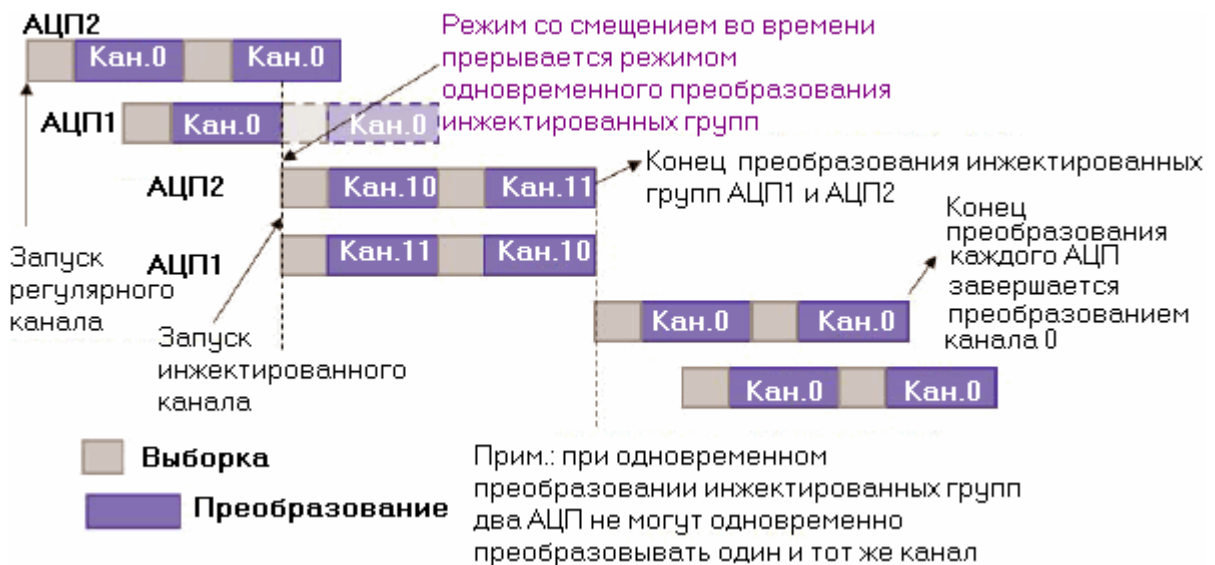 АЦП2
Кан.0 Кан.0
Режим со смещением во времени
прерывается режимом
одновременного преобразования
инжектированных групп
АЦП1
Кан.0 Кан.0
АЦП2
Кан.10 Кан.11
Конец преобразования инжектированных
групп АЦП1 и АЦП2
АЦП1
Кан.11 Кан.10
Запуск
регулярного
канала
Запуск
инжектированного
канала
Конец
преобразования
каждого АЦП
завершается
преобразованием
канала 0
Кан.0 Кан.0
Кан.0 Кан.0
Выборка
Преобразование
Прим.: при одновременном
преобразовании инжектированных групп
два АЦП не могут одновременно
преобразовывать один и тот же канал